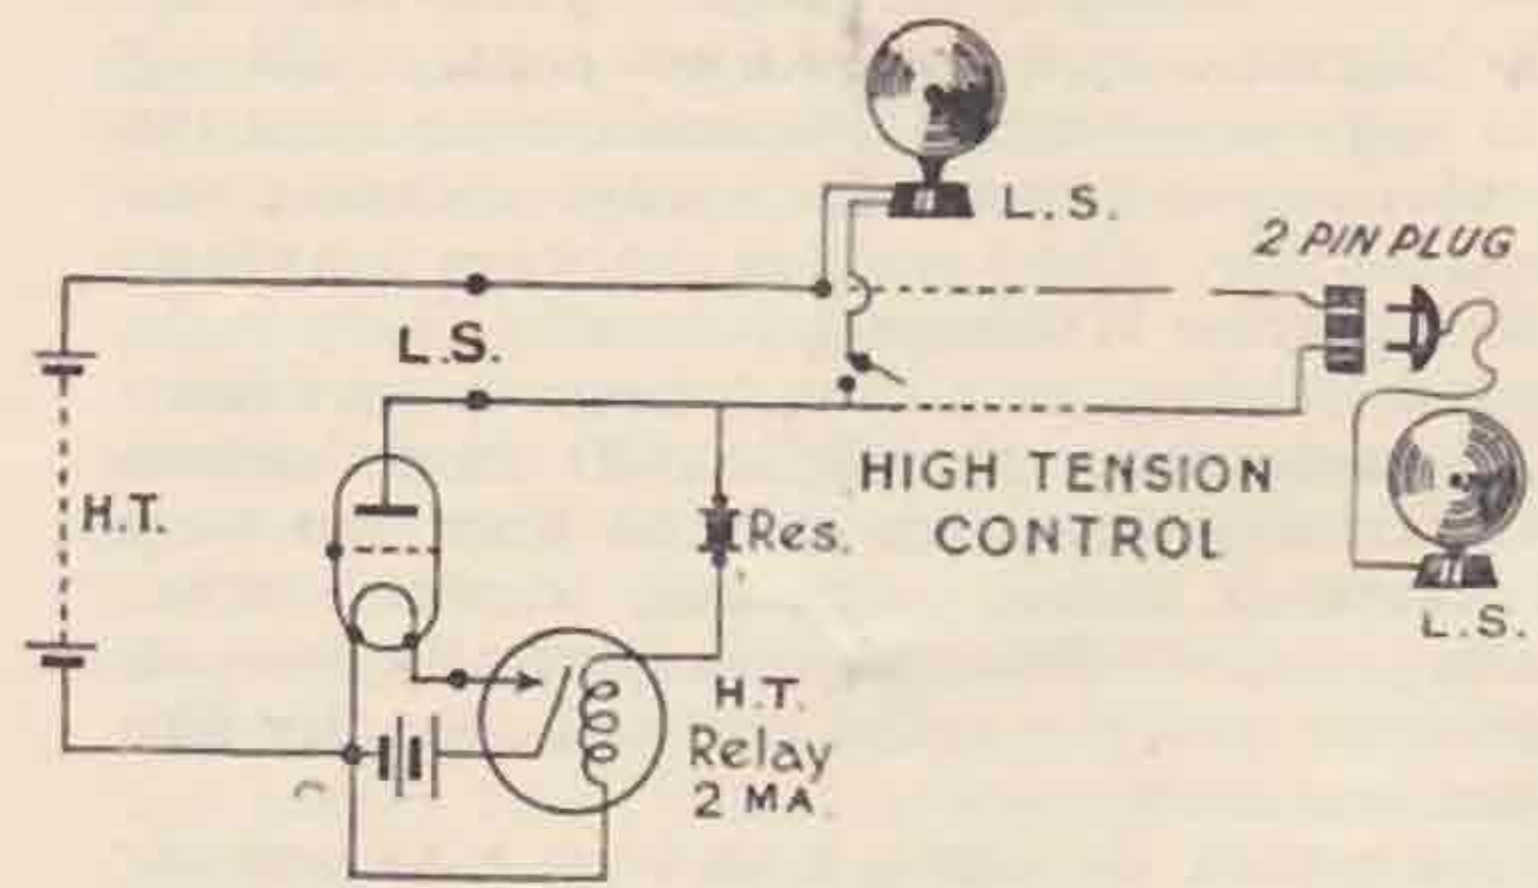 L.S.
2 PIN PLUG
L.S.
H.T.
Res.
HIGH TENSION
CONTROL
L.S.
H.T.
Relay
2 MA.